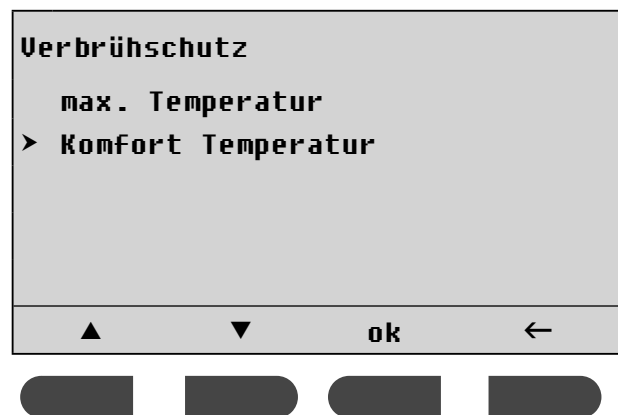 Verbrühschutz
max. Temperatur
➤ Komfort Temperatur
▲ ▼ ok ←